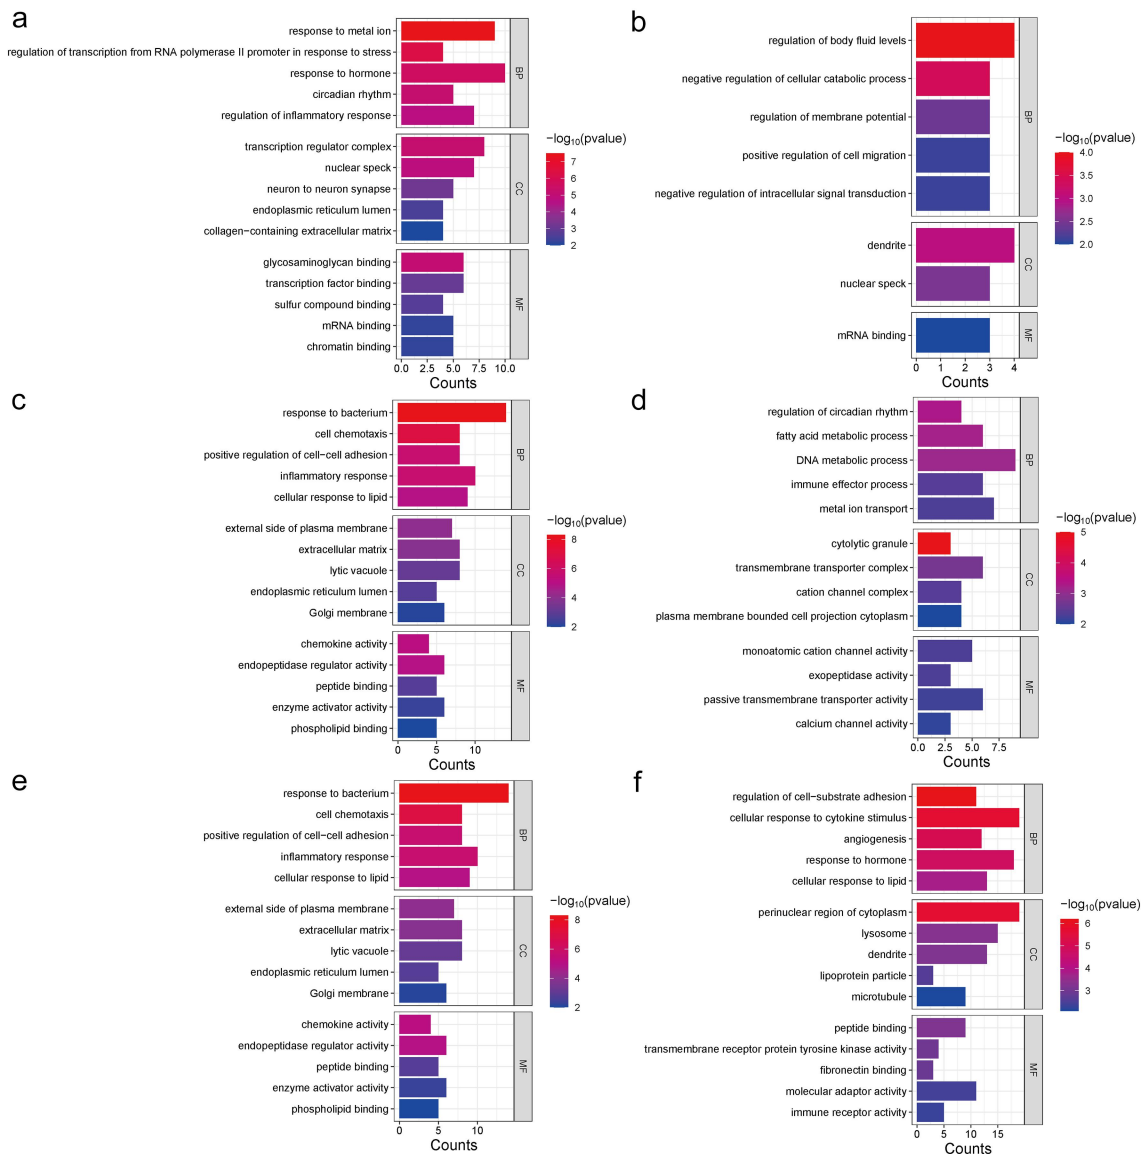 a
response to metal ion
regulation of transcription from RNA polymerase II promoter in response to stress
response to hormone
circadian rhythm
regulation of inflammatory response
BP
transcription regulator complex
nuclear speck
neuron to neuron synapse
endoplasmic reticulum lumen
collagen−containing extracellular matrix
CC
glycosaminoglycan binding
transcription factor binding
sulfur compound binding
mRNA binding
chromatin binding
MF
0.0 2.5 5.0 7.5 10.0
Counts
−log10(pvalue)
7
6
5
4
3
2
b
regulation of body fluid levels
negative regulation of cellular catabolic process
regulation of membrane potential
positive regulation of cell migration
negative regulation of intracellular signal transduction
BP
dendrite
nuclear speck
CC
mRNA binding
MF
0 1 2 3 4
Counts
−log10(pvalue)
4.0
3.5
3.0
2.5
2.0
c
response to bacterium
cell chemotaxis
positive regulation of cell−cell adhesion
inflammatory response
cellular response to lipid
BP
external side of plasma membrane
extracellular matrix
lytic vacuole
endoplasmic reticulum lumen
Golgi membrane
CC
chemokine activity
endopeptidase regulator activity
peptide binding
enzyme activator activity
phospholipid binding
MF
0 5 10
Counts
−log10(pvalue)
8
6
4
2
d
regulation of circadian rhythm
fatty acid metabolic process
DNA metabolic process
immune effector process
metal ion transport
BP
cytolytic granule
transmembrane transporter complex
cation channel complex
plasma membrane bounded cell projection cytoplasm
CC
monoatomic cation channel activity
exopeptidase activity
passive transmembrane transporter activity
calcium channel activity
MF
0.0 2.5 5.0 7.5
Counts
−log10(pvalue)
5
4
3
2
e
response to bacterium
cell chemotaxis
positive regulation of cell−cell adhesion
inflammatory response
cellular response to lipid
BP
external side of plasma membrane
extracellular matrix
lytic vacuole
endoplasmic reticulum lumen
Golgi membrane
CC
chemokine activity
endopeptidase regulator activity
peptide binding
enzyme activator activity
phospholipid binding
MF
0 5 10
Counts
−log10(pvalue)
8
6
4
2
f
regulation of cell−substrate adhesion
cellular response to cytokine stimulus
angiogenesis
response to hormone
cellular response to lipid
BP
perinuclear region of cytoplasm
lysosome
dendrite
lipoprotein particle
microtubule
CC
peptide binding
transmembrane receptor protein tyrosine kinase activity
fibronectin binding
molecular adaptor activity
immune receptor activity
MF
0 5 10 15
Counts
−log10(pvalue)
6
5
4
3